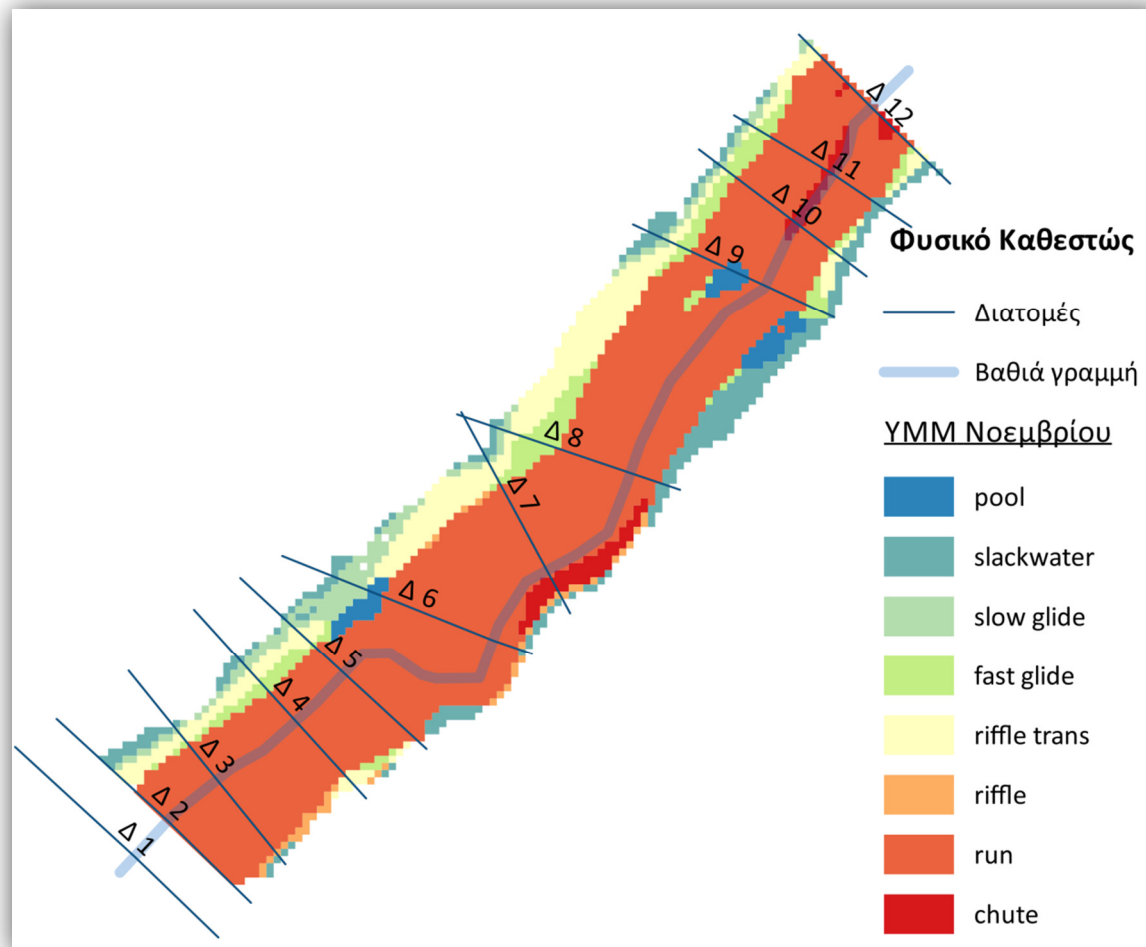 Δ 12
Δ 11
Δ 10
Δ 9
Δ 8
Δ 7
Δ 6
Δ 5
Δ 4
Δ 3
Δ 2
Δ 1
Φυσικό Καθεστώς
Διατομές
Βαθιά γραμμή
ΥΜΜ Νοεμβρίου
pool
slackwater
slow glide
fast glide
riffle trans
riffle
run
chute